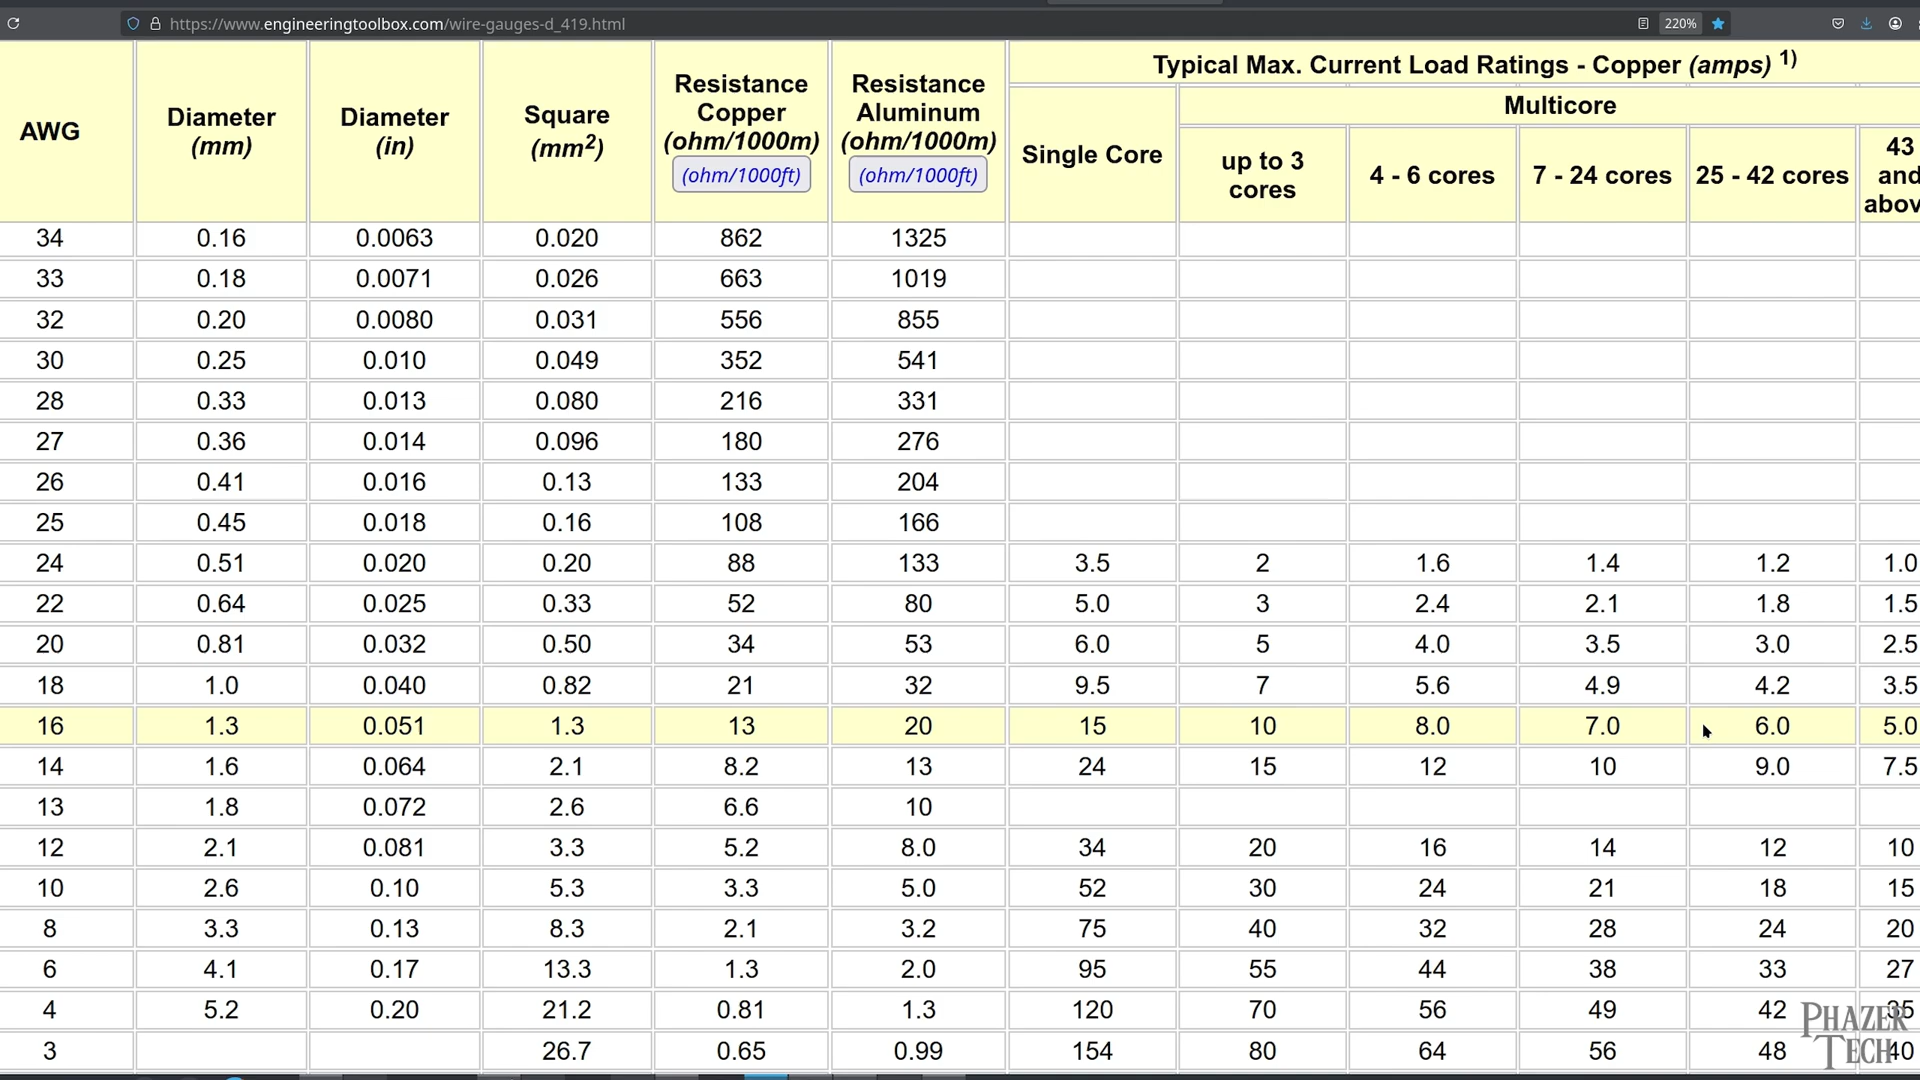 https://www.engineeringtoolbox.com/wire-gauges-d_419.html 220%
AWG Diameter (mm) Diameter (in) Square (mm²) Resistance Copper (ohm/1000m) (ohm/1000ft) Resistance Aluminum (ohm/1000m) (ohm/1000ft) Typical Max. Current Load Ratings - Copper (amps) 1)
Single Core Multicore
up to 3 cores 4 - 6 cores 7 - 24 cores 25 - 42 cores 43 and abov
34 0.16 0.0063 0.020 862 1325
33 0.18 0.0071 0.026 663 1019
32 0.20 0.0080 0.031 556 855
30 0.25 0.010 0.049 352 541
28 0.33 0.013 0.080 216 331
27 0.36 0.014 0.096 180 276
26 0.41 0.016 0.13 133 204
25 0.45 0.018 0.16 108 166
24 0.51 0.020 0.20 88 133 3.5 2 1.6 1.4 1.2 1.0
22 0.64 0.025 0.33 52 80 5.0 3 2.4 2.1 1.8 1.5
20 0.81 0.032 0.50 34 53 6.0 5 4.0 3.5 3.0 2.5
18 1.0 0.040 0.82 21 32 9.5 7 5.6 4.9 4.2 3.5
16 1.3 0.051 1.3 13 20 15 10 8.0 7.0 6.0 5.0
14 1.6 0.064 2.1 8.2 13 24 15 12 10 9.0 7.5
13 1.8 0.072 2.6 6.6 10
12 2.1 0.081 3.3 5.2 8.0 34 20 16 14 12 10
10 2.6 0.10 5.3 3.3 5.0 52 30 24 21 18 15
8 3.3 0.13 8.3 2.1 3.2 75 40 32 28 24 20
6 4.1 0.17 13.3 1.3 2.0 95 55 44 38 33 27
4 5.2 0.20 21.2 0.81 1.3 120 70 56 49 42 35
3 26.7 0.65 0.99 154 80 64 56 48 40
PHAZER
TECH